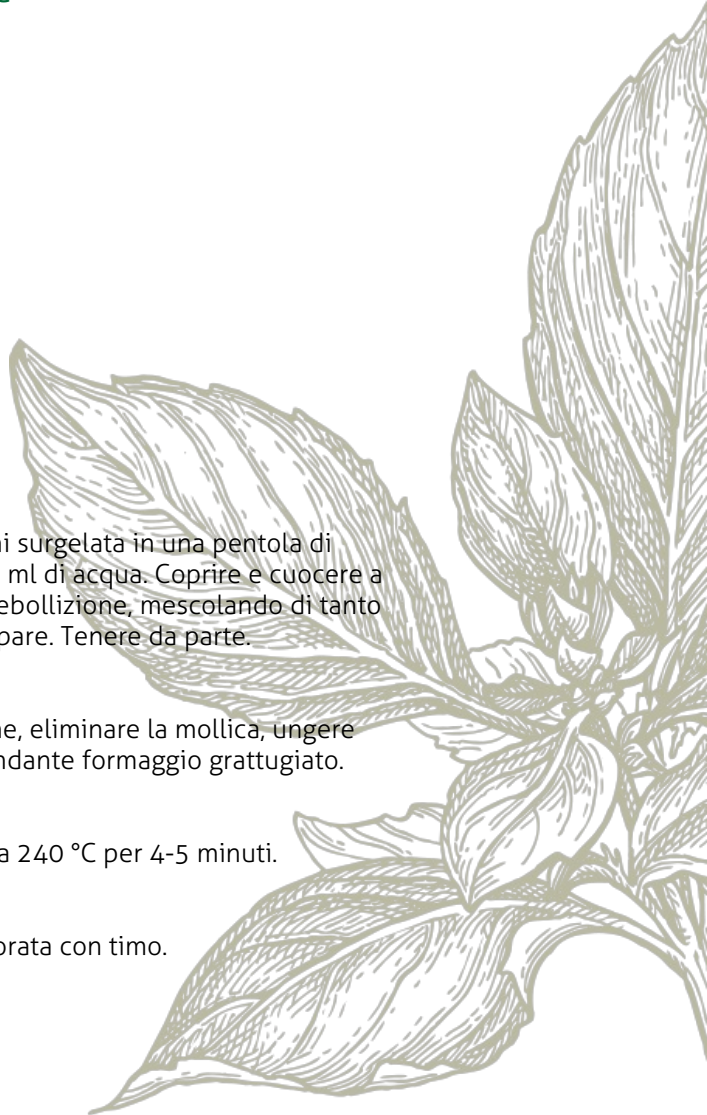 surgelata in una pentola di
ml di acqua. Coprire e cuocere a
ebollizione, mescolando di tanto
pare. Tenere da parte.
ne, eliminare la mollica, ungere
ndante formaggio grattugiato.
a 240 °C per 4-5 minuti.
orata con timo.